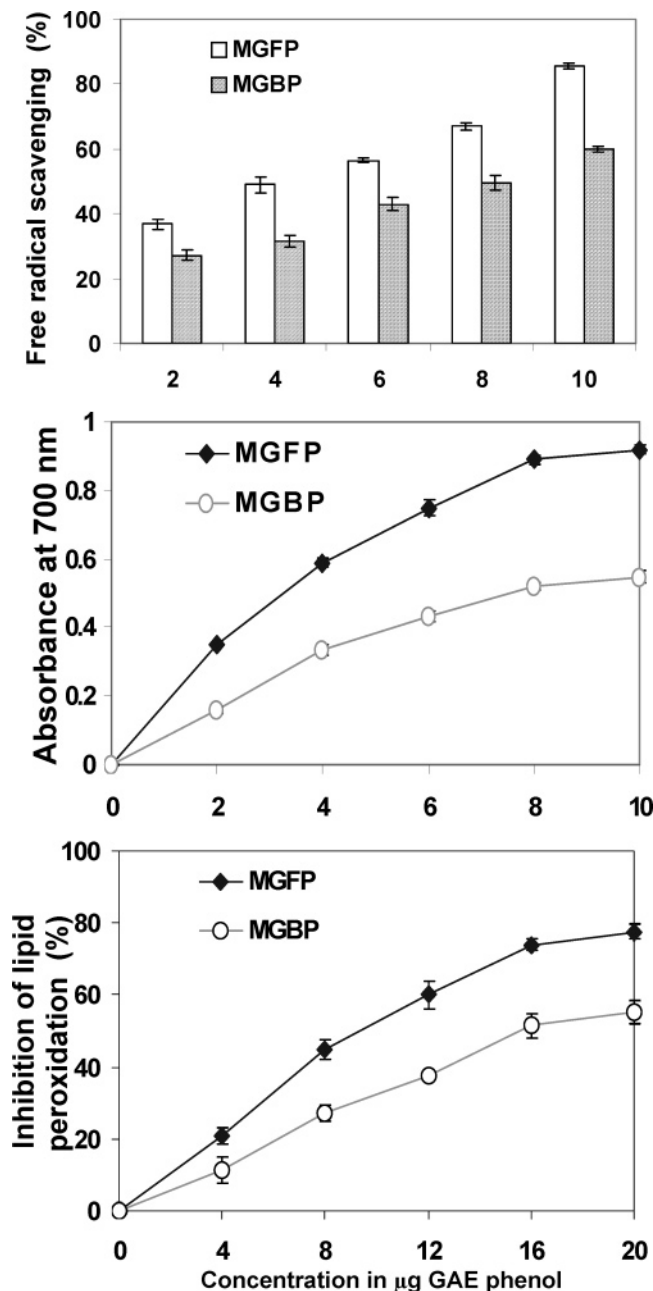 Free radical scavenging (%)
100
80
60
40
20
0
MGFP
MGBP
2 4 6 8 10
Absorbance at 700 nm
1
0.8
0.6
0.4
0.2
0
MGFP
MGBP
0 2 4 6 8 10
Inhibition of lipid
peroxidation (%)
100
80
60
40
20
0
MGFP
MGBP
0 4 8 12 16 20
Concentration in µg GAE phenol